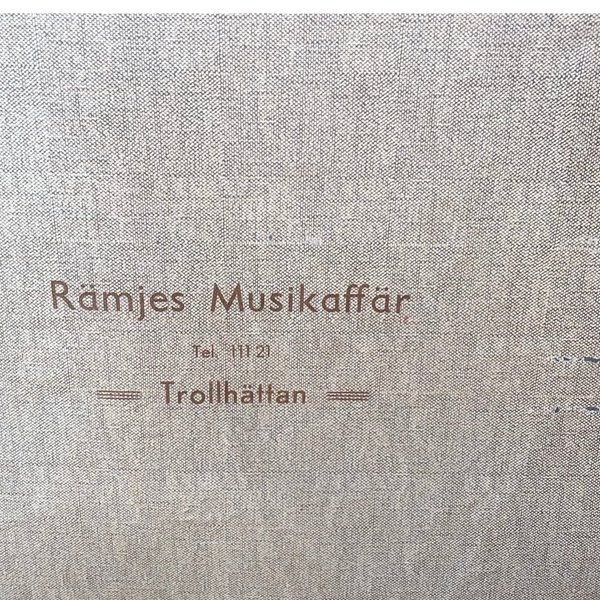 Rämjes Musikaffär
Tel. 111 21
Trollhättan